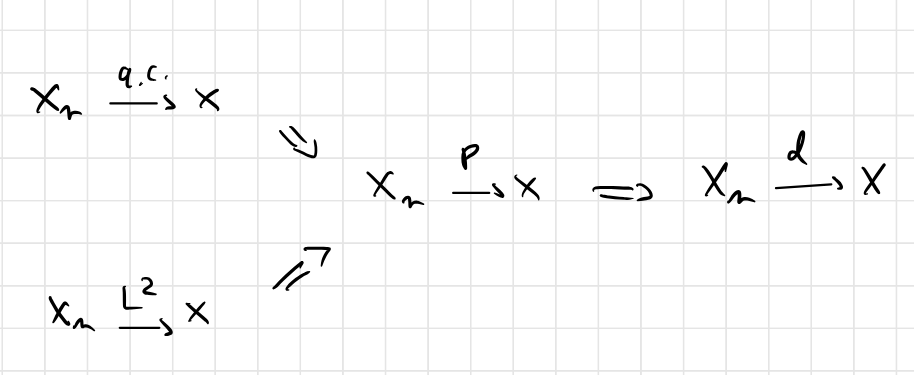 Xₙ —q.c.→ X
⇘
Xₙ —P→ X ⟹ Xₙ —d→ X
⇗
Xₙ —L²→ X